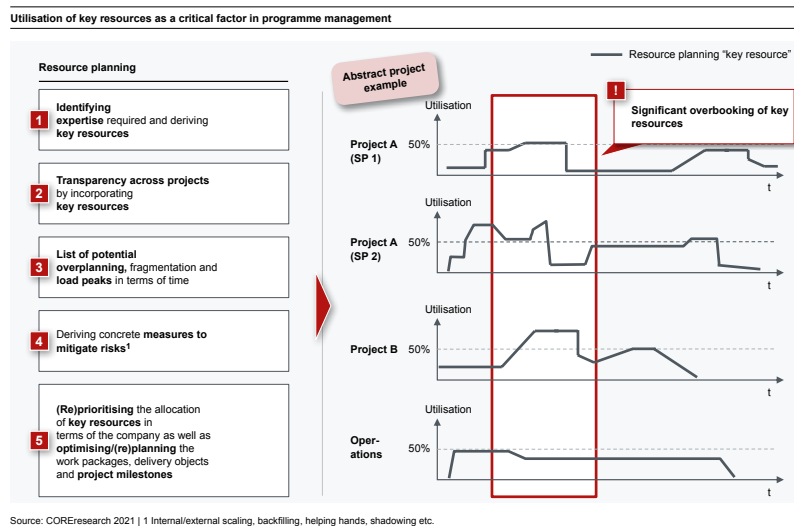 Utilisation of key resources as a critical factor in programme management
Resource planning
1
Identifying
expertise required and deriving
key resources
2
Transparency across projects
by incorporating
key resources
3
List of potential
overplanning, fragmentation and
load peaks in terms of time
4
Deriving concrete measures to
mitigate risks¹
5
(Re)prioritising the allocation
of key resources in
terms of the company as well as
optimising/(re)planning the
work packages, delivery objects
and project milestones
Abstract project
example
Resource planning “key resource”
!
Significant overbooking of key
resources
Utilisation
Project A
(SP 1)
50%
t
Utilisation
Project A
(SP 2)
50%
t
Utilisation
Project B
50%
t
Utilisation
Oper-
ations
50%
t
Source: COREresearch 2021 | 1 Internal/external scaling, backfilling, helping hands, shadowing etc.